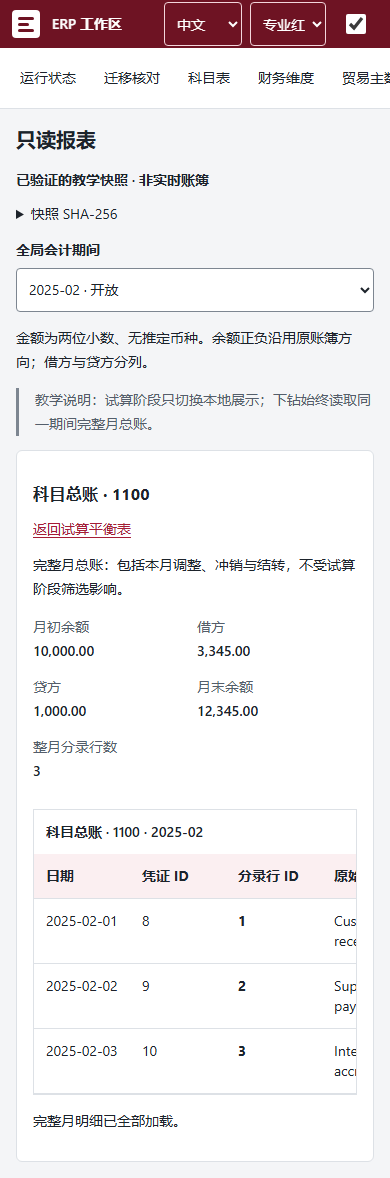 ERP 工作区
中文
专业红
运行状态 迁移核对 科目表 财务维度 贸易主数
只读报表
已验证的教学快照 · 非实时账簿
快照 SHA-256
全局会计期间
2025-02 · 开放
金额为两位小数、无推定币种。余额正负沿用原账簿方
向；借方与贷方分列。
教学说明：试算阶段只切换本地展示；下钻始终读取同
一期间完整月总账。
科目总账 · 1100
返回试算平衡表
完整月总账：包括本月调整、冲销与结转，不受试算
阶段筛选影响。
月初余额 借方
10,000.00 3,345.00
贷方 月末余额
1,000.00 12,345.00
整月分录行数
3
科目总账 · 1100 · 2025-02
日期 凭证 ID 分录行 ID 原始
2025-02-01 8 1 Cus
rece
2025-02-02 9 2 Sup
pay
2025-02-03 10 3 Inte
accr
完整月明细已全部加载。